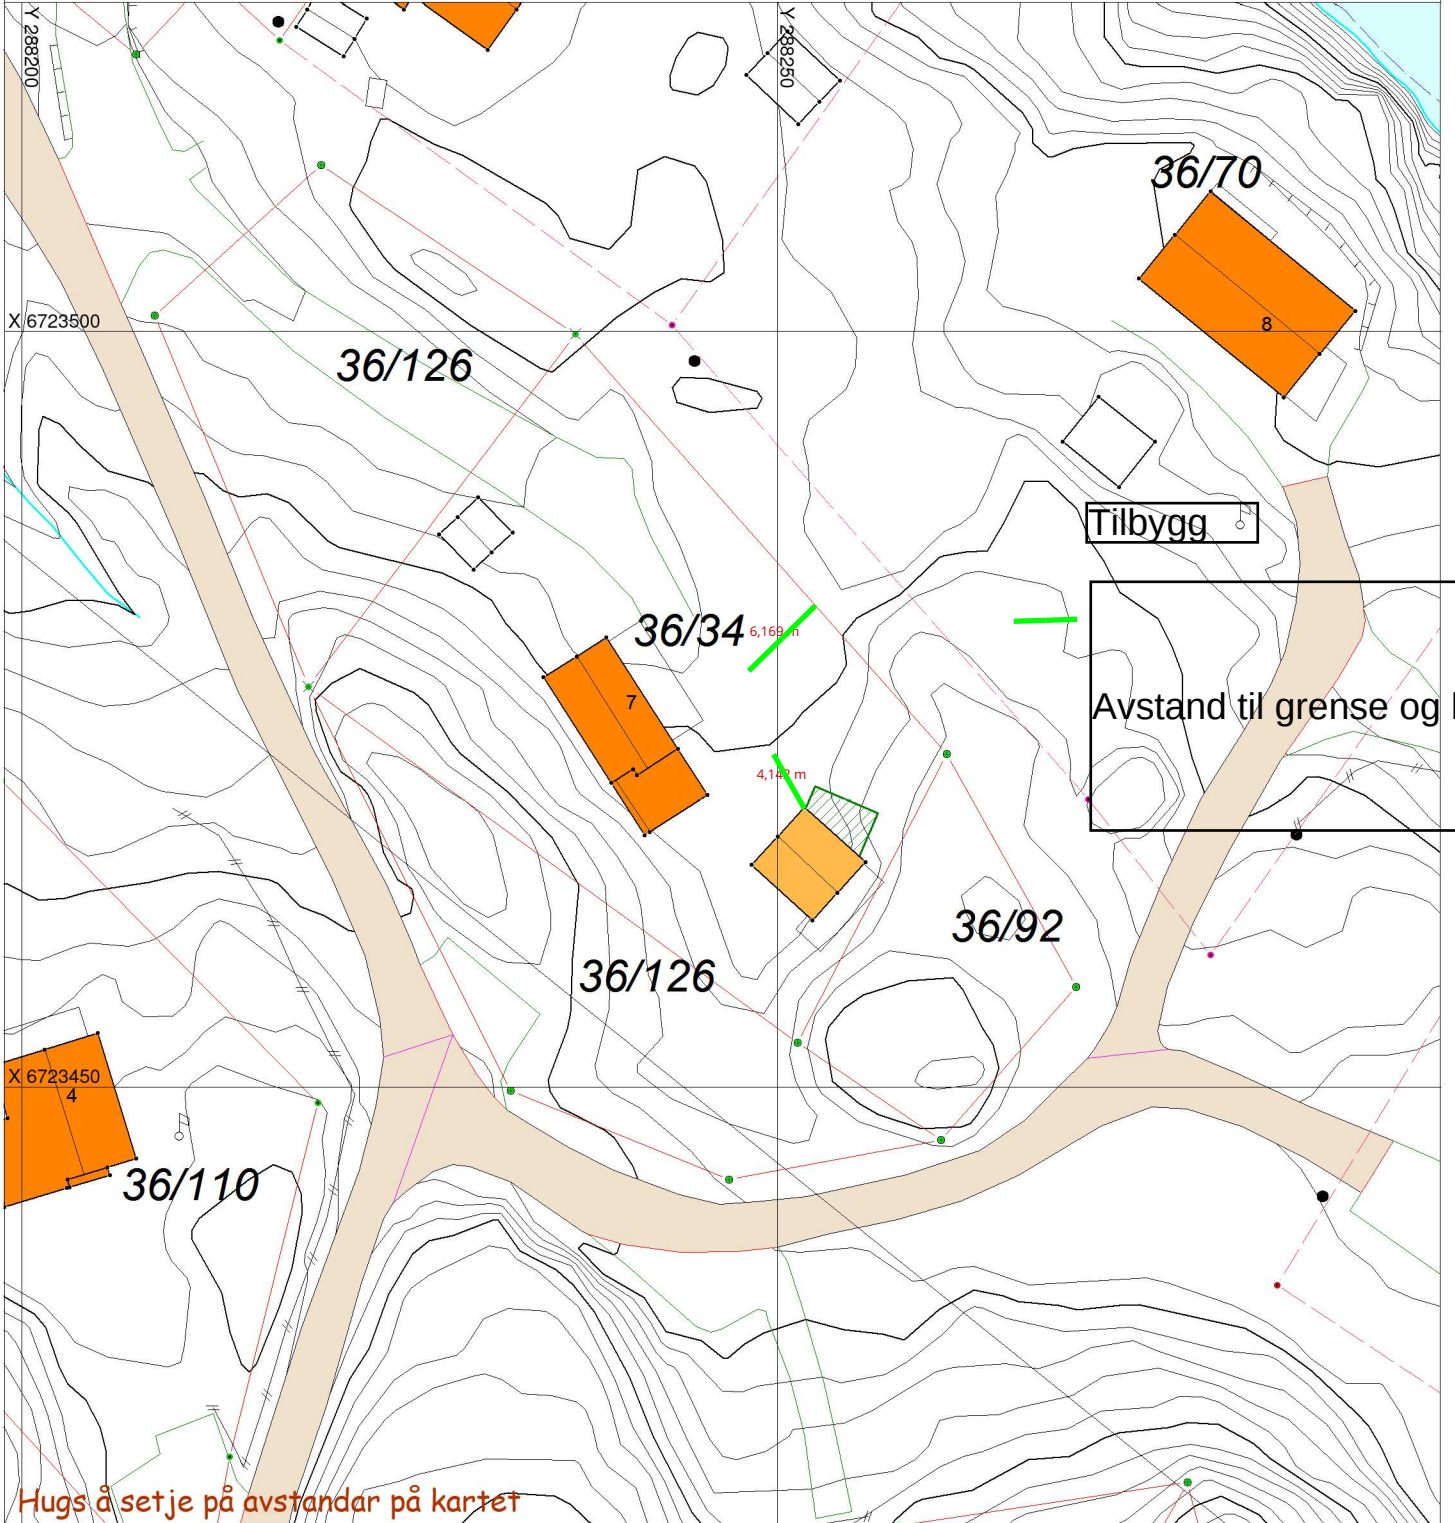 Y 288200
Y 288250
36/70
8
X 6723500
36/126
Tilbygg
36/34
6,169 m
7
Avstand til grense og
4,142 m
36/92
36/126
X 6723450
4
36/110
Hugs å setje på avstandar på kartet